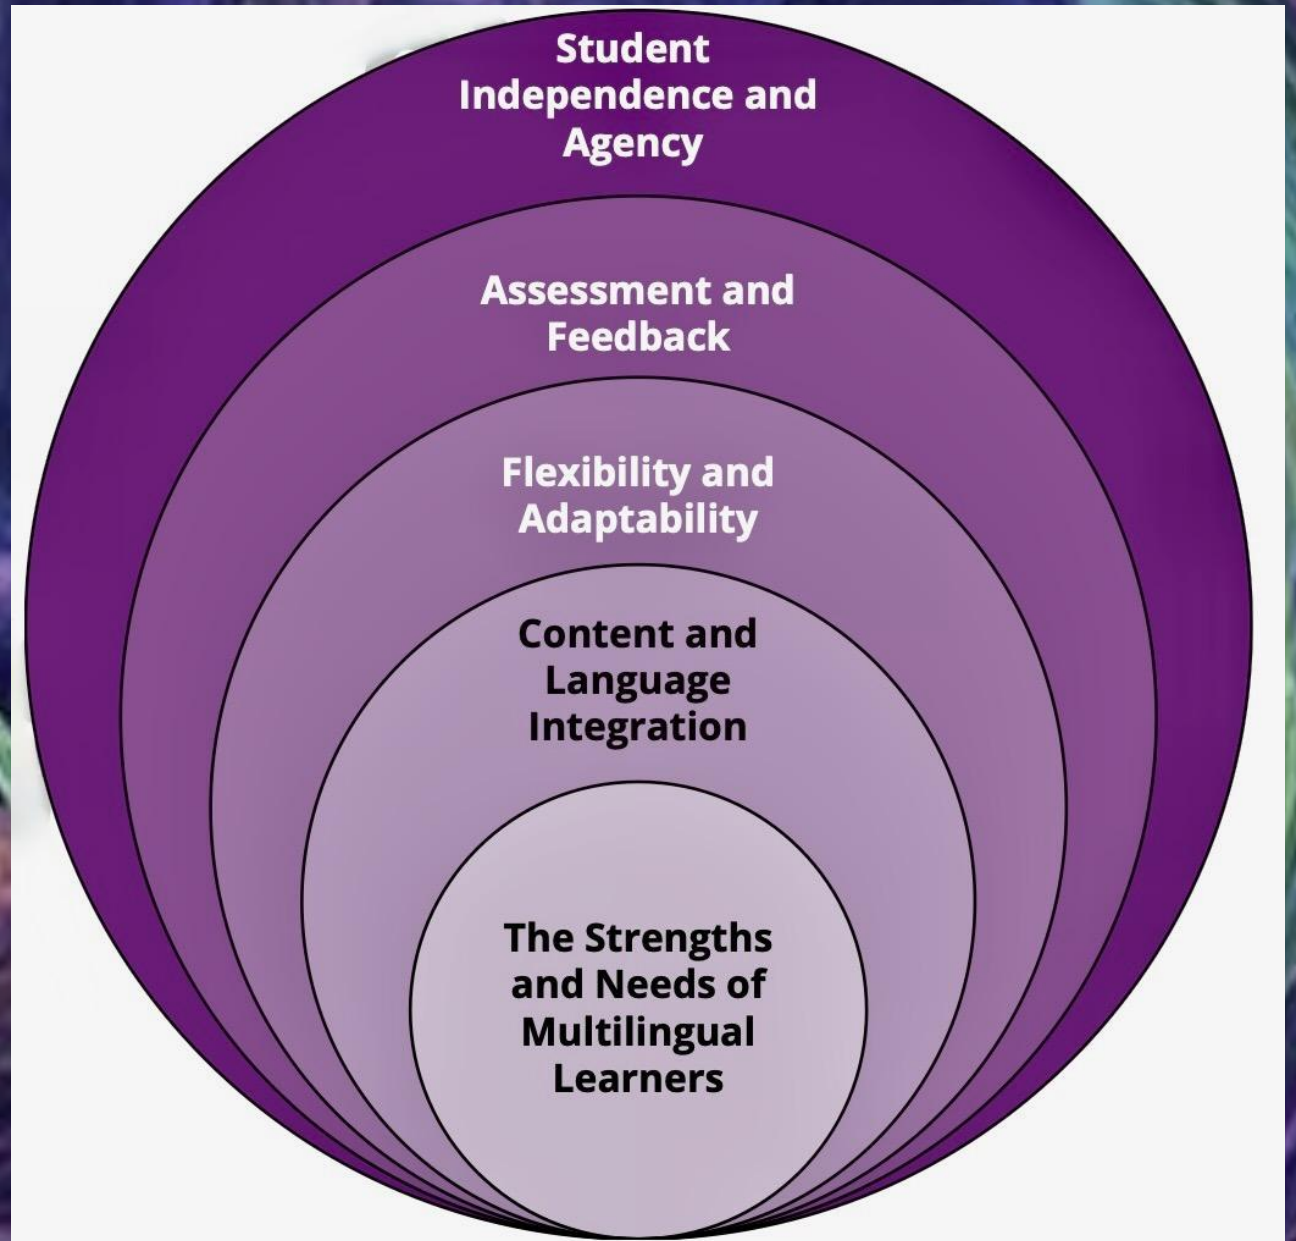 Student
Independence and
Agency
Assessment and
Feedback
Flexibility and
Adaptability
Content and
Language
Integration
The Strengths
and Needs of
Multilingual
Learners